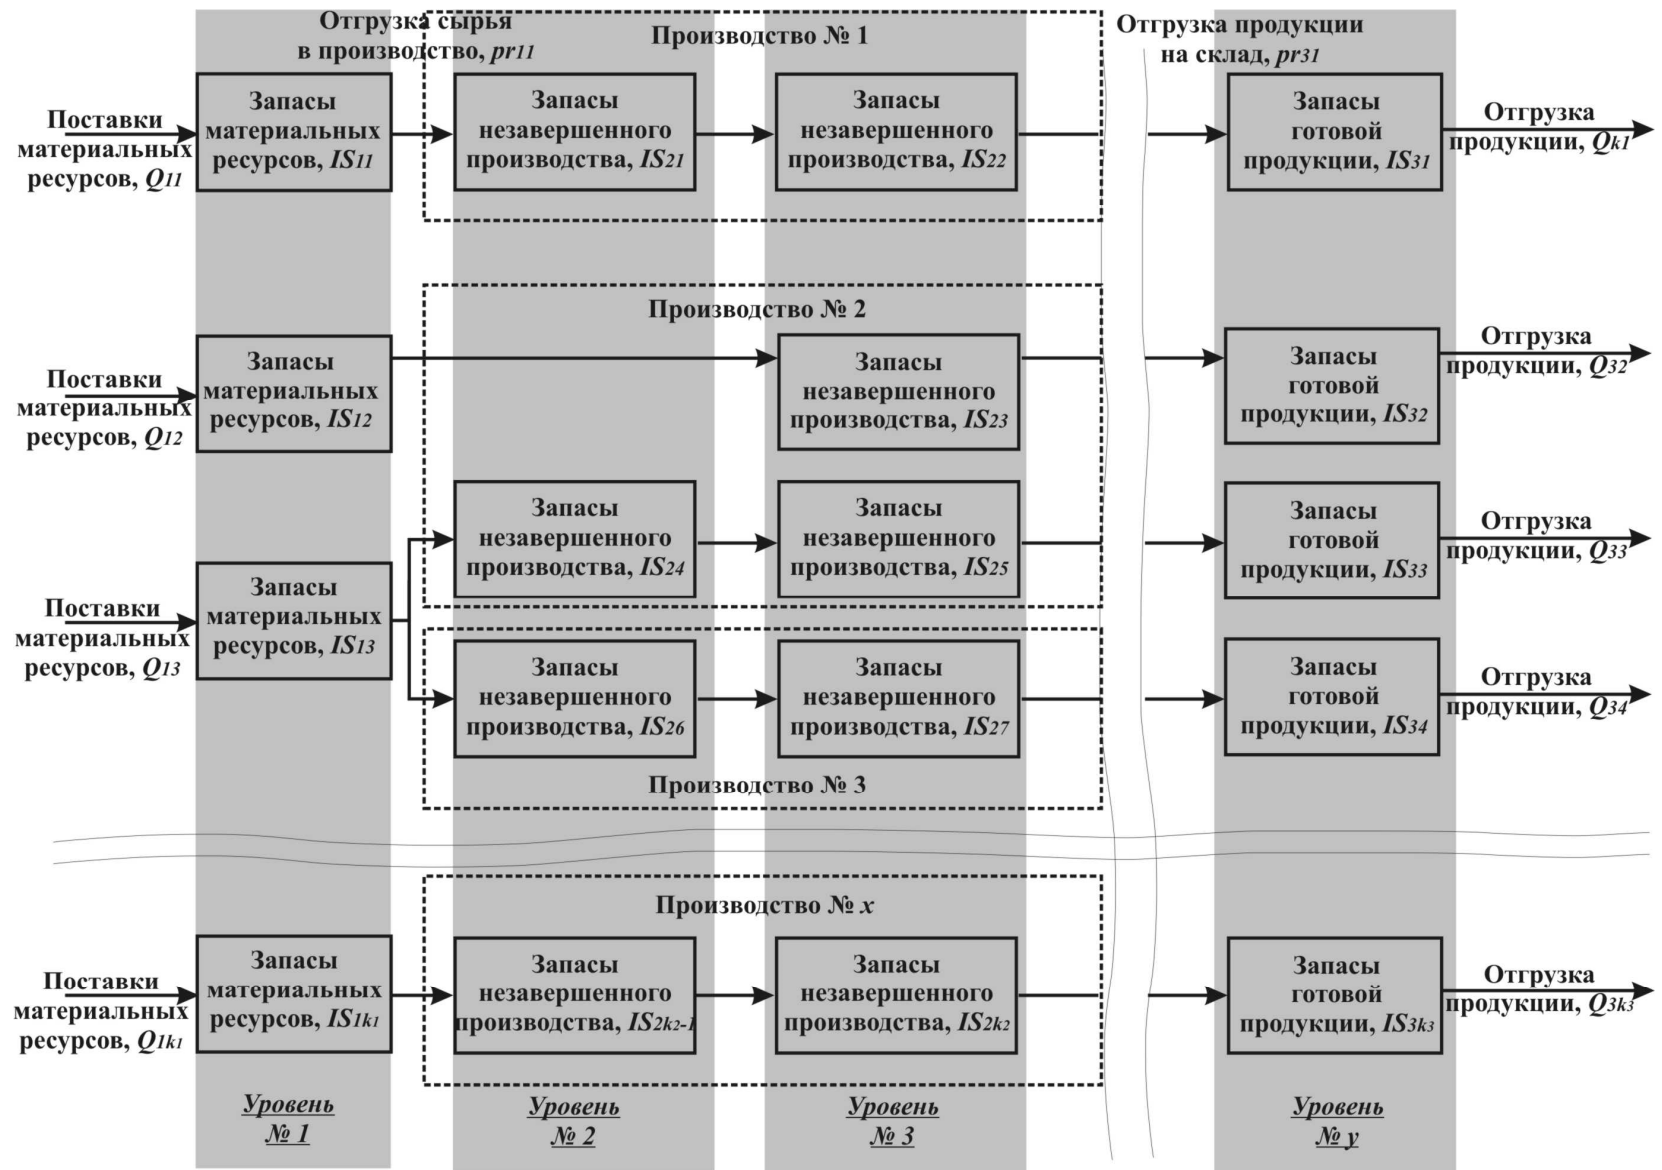 Отгрузка сырья
в производство, pr11
Производство № 1
Отгрузка продукции
на склад, pr31
Поставки
материальных
ресурсов, Q11
Запасы
материальных
ресурсов, IS11
Запасы
незавершенного
производства, IS21
Запасы
незавершенного
производства, IS22
Запасы
готовой
продукции, IS31
Отгрузка
продукции, Qk1
Производство № 2
Поставки
материальных
ресурсов, Q12
Запасы
материальных
ресурсов, IS12
Запасы
незавершенного
производства, IS23
Запасы
готовой
продукции, IS32
Отгрузка
продукции, Q32
Запасы
незавершенного
производства, IS24
Запасы
незавершенного
производства, IS25
Запасы
готовой
продукции, IS33
Отгрузка
продукции, Q33
Поставки
материальных
ресурсов, Q13
Запасы
материальных
ресурсов, IS13
Запасы
незавершенного
производства, IS26
Запасы
незавершенного
производства, IS27
Запасы
готовой
продукции, IS34
Отгрузка
продукции, Q34
Производство № 3
Производство № x
Поставки
материальных
ресурсов, Q1k1
Запасы
материальных
ресурсов, IS1k1
Запасы
незавершенного
производства, IS2k2-1
Запасы
незавершенного
производства, IS2k2
Запасы
готовой
продукции, IS3k3
Отгрузка
продукции, Q3k3
Уровень
№ 1
Уровень
№ 2
Уровень
№ 3
Уровень
№ y